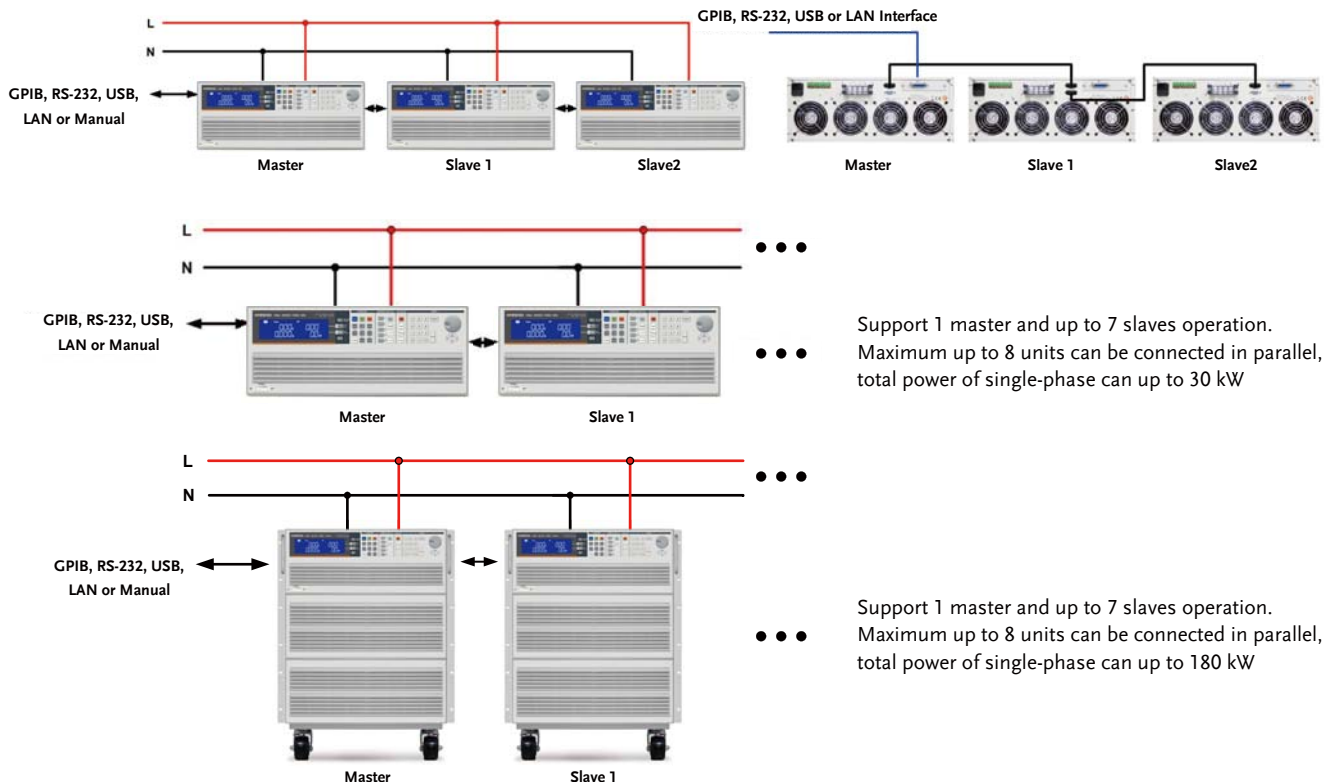 L
N
GPIB, RS-232, USB,
LAN or Manual
Master
Slave 1
Slave2
GPIB, RS-232, USB or LAN Interface
Master
Slave 1
Slave2
L
N
GPIB, RS-232, USB,
LAN or Manual
Master
Slave 1
Support 1 master and up to 7 slaves operation.
Maximum up to 8 units can be connected in parallel,
total power of single-phase can up to 30 kW
L
N
GPIB, RS-232, USB,
LAN or Manual
Master
Slave 1
Support 1 master and up to 7 slaves operation.
Maximum up to 8 units can be connected in parallel,
total power of single-phase can up to 180 kW